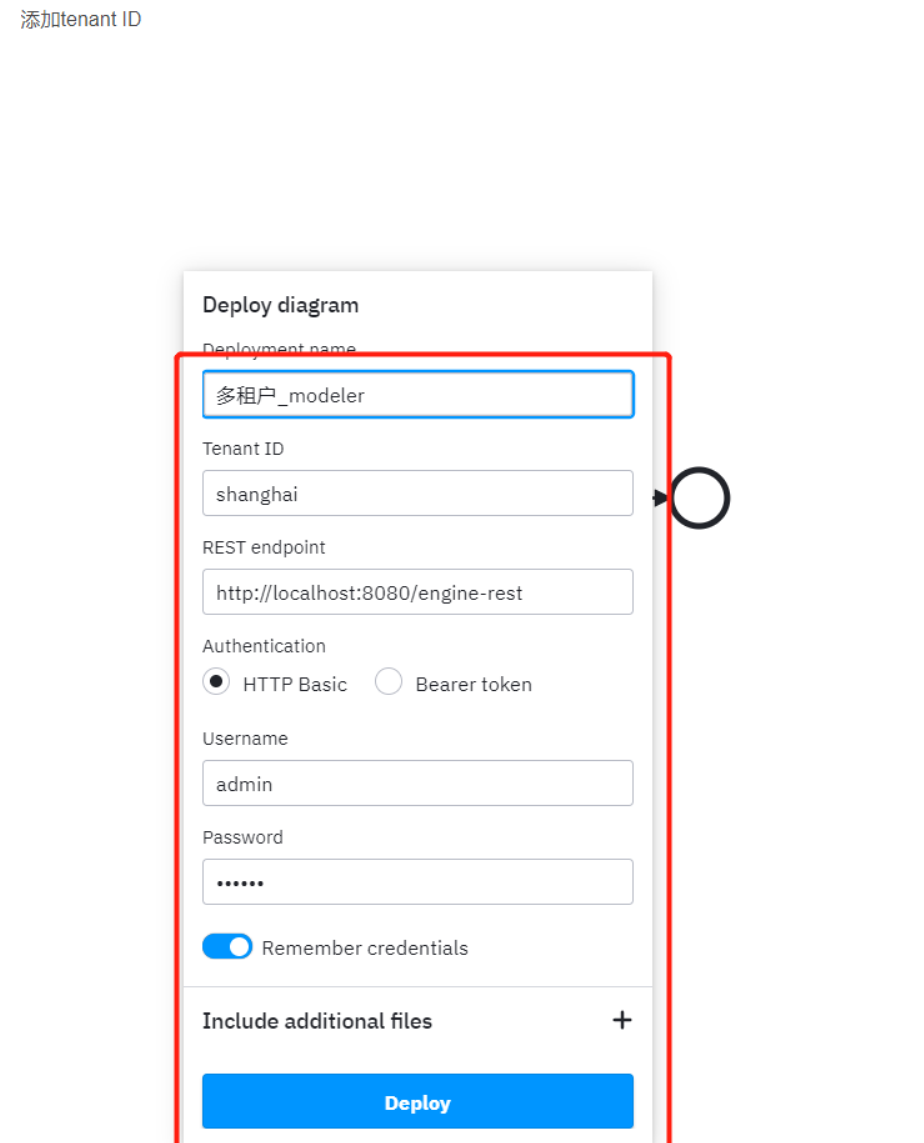 添加tenant ID
Deploy diagram
Deployment name
多租户_modeler
Tenant ID
shanghai
REST endpoint
http://localhost:8080/engine-rest
Authentication
HTTP Basic Bearer token
Username
admin
Password
••••••
Remember credentials
Include additional files +
Deploy